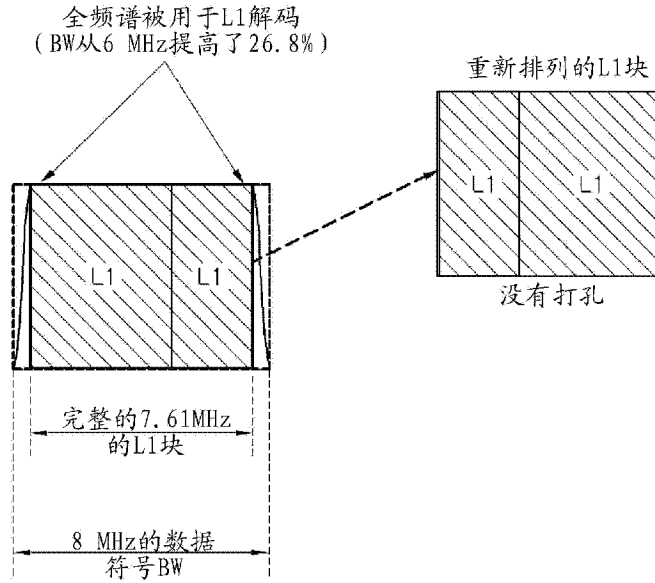 全频谱被用于L1解码
(BW从6 MHz提高了26.8%)
重新排列的L1块
L1
L1
L1
L1
没有打孔
完整的7.61MHz
的L1块
8 MHz的数据
符号BW